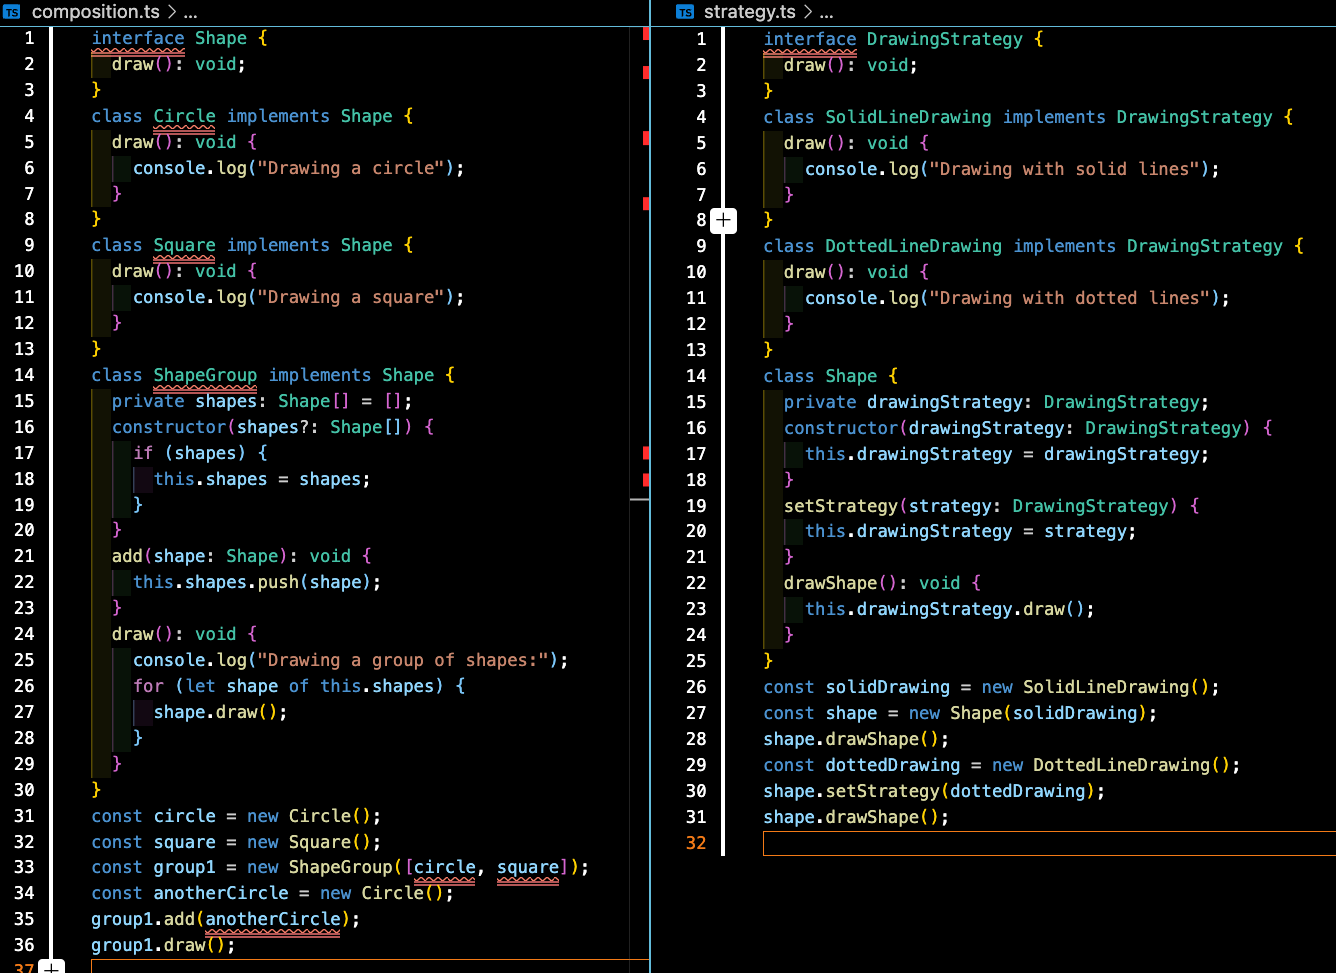 TS composition.ts > ...
1 interface Shape {
2 draw(): void;
3 }
4 class Circle implements Shape {
5 draw(): void {
6 console.log("Drawing a circle");
7 }
8 }
9 class Square implements Shape {
10 draw(): void {
11 console.log("Drawing a square");
12 }
13 }
14 class ShapeGroup implements Shape {
15 private shapes: Shape[] = [];
16 constructor(shapes?: Shape[]) {
17 if (shapes) {
18 this.shapes = shapes;
19 }
20 }
21 add(shape: Shape): void {
22 this.shapes.push(shape);
23 }
24 draw(): void {
25 console.log("Drawing a group of shapes:");
26 for (let shape of this.shapes) {
27 shape.draw();
28 }
29 }
30 }
31 const circle = new Circle();
32 const square = new Square();
33 const group1 = new ShapeGroup([circle, square]);
34 const anotherCircle = new Circle();
35 group1.add(anotherCircle);
36 group1.draw();
37
TS strategy.ts > ...
1 interface DrawingStrategy {
2 draw(): void;
3 }
4 class SolidLineDrawing implements DrawingStrategy {
5 draw(): void {
6 console.log("Drawing with solid lines");
7 }
8 }
9 class DottedLineDrawing implements DrawingStrategy {
10 draw(): void {
11 console.log("Drawing with dotted lines");
12 }
13 }
14 class Shape {
15 private drawingStrategy: DrawingStrategy;
16 constructor(drawingStrategy: DrawingStrategy) {
17 this.drawingStrategy = drawingStrategy;
18 }
19 setStrategy(strategy: DrawingStrategy) {
20 this.drawingStrategy = strategy;
21 }
22 drawShape(): void {
23 this.drawingStrategy.draw();
24 }
25 }
26 const solidDrawing = new SolidLineDrawing();
27 const shape = new Shape(solidDrawing);
28 shape.drawShape();
29 const dottedDrawing = new DottedLineDrawing();
30 shape.setStrategy(dottedDrawing);
31 shape.drawShape();
32